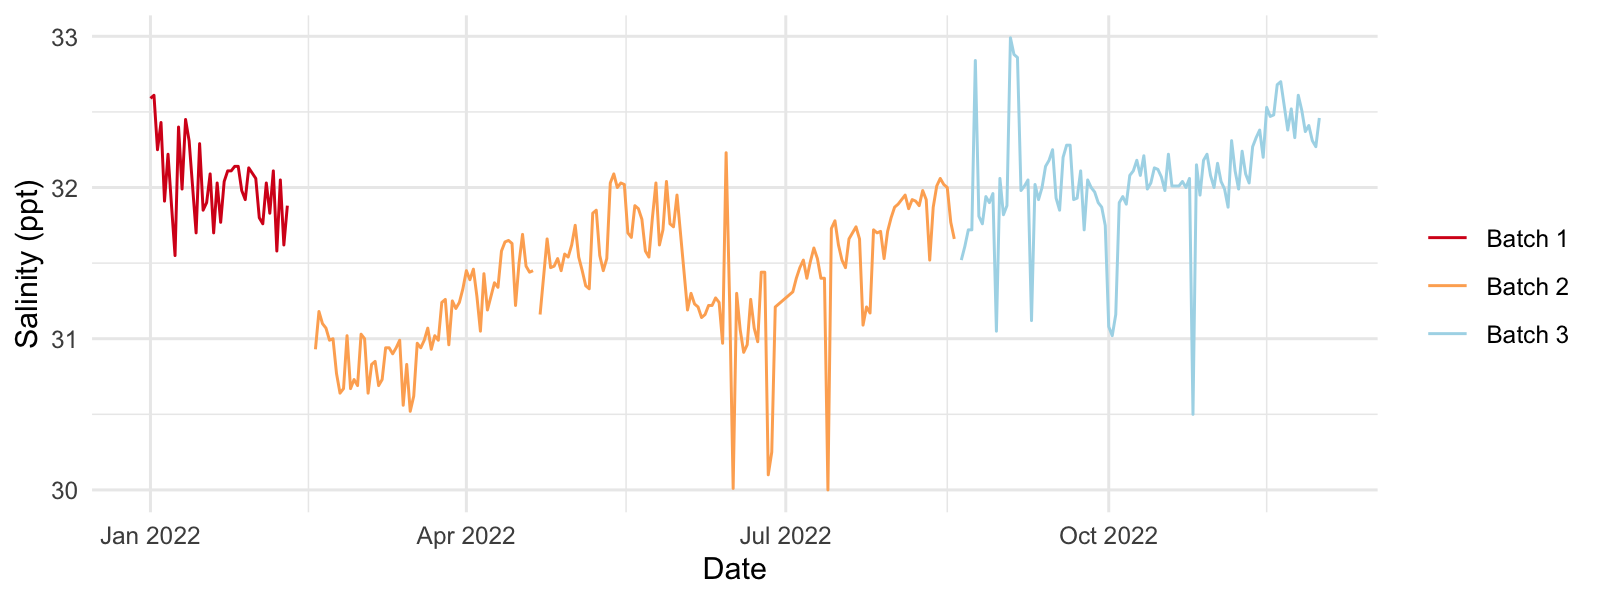 Salinity (ppt)
33
32
31
30
Jan 2022
Apr 2022
Jul 2022
Oct 2022
Date
Batch 1
Batch 2
Batch 3